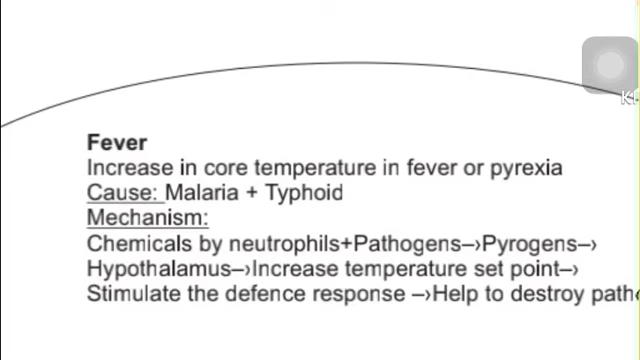 Fever
Increase in core temperature in fever or pyrexia
Cause: Malaria + Typhoid
Mechanism:
Chemicals by neutrophils+Pathogens–›Pyrogens–›
Hypothalamus–›Increase temperature set point–›
Stimulate the defence response –›Help to destroy